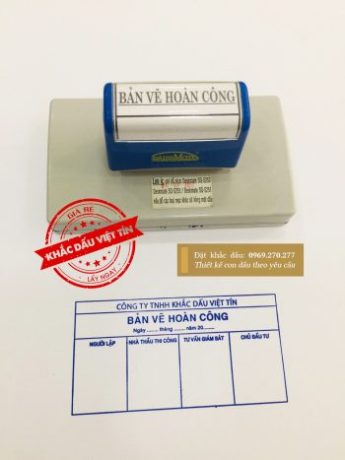 BẢN VẼ HOÀN CÔNG
GIÁ RẺ
KHẮC DẤU VIỆT TÍN
LẤY NGAY
Đặt khắc dấu: 0969.270.277
Thiết kế con dấu theo yêu cầu
CÔNG TY TNHH KHẮC DẤU VIỆT TÍN
BẢN VẼ HOÀN CÔNG
Ngày ....... tháng ....... năm 20.......
NGƯỜI LẬP
NHÀ THẦU THI CÔNG
TƯ VẤN GIÁM SÁT
CHỦ ĐẦU TƯ